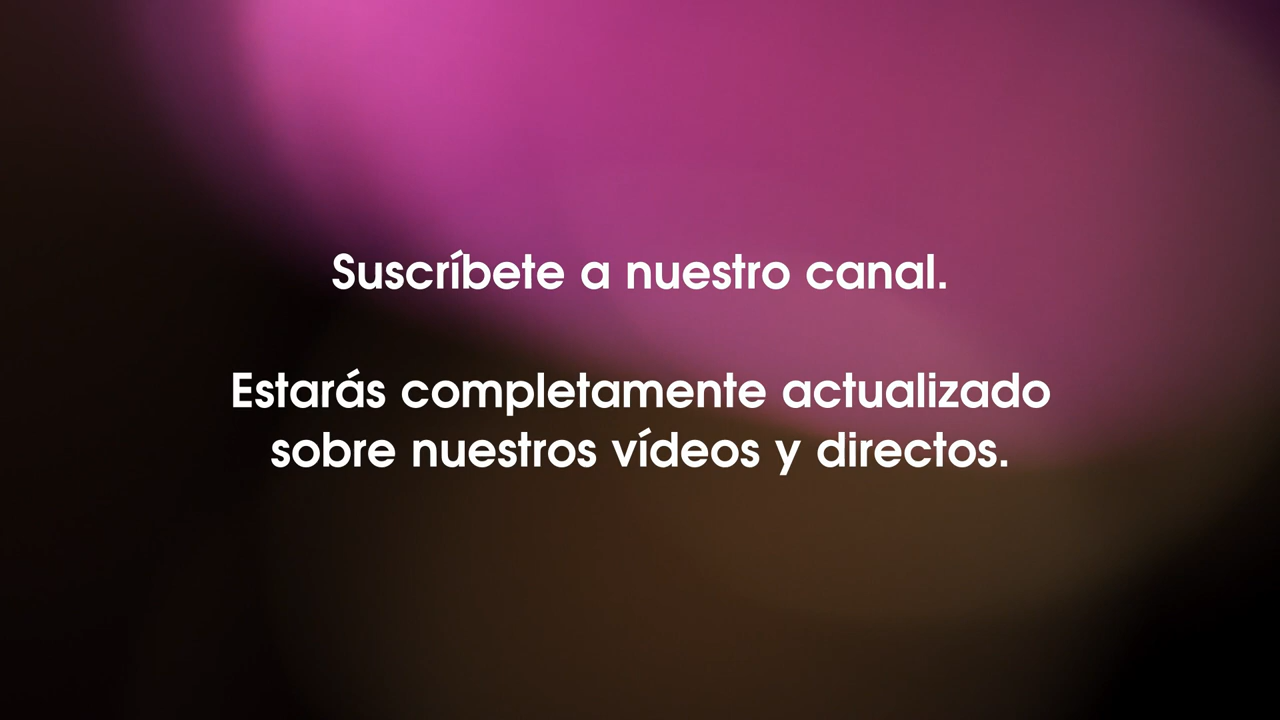 Suscríbete a nuestro canal.
Estarás completamente actualizado
sobre nuestros vídeos y directos.